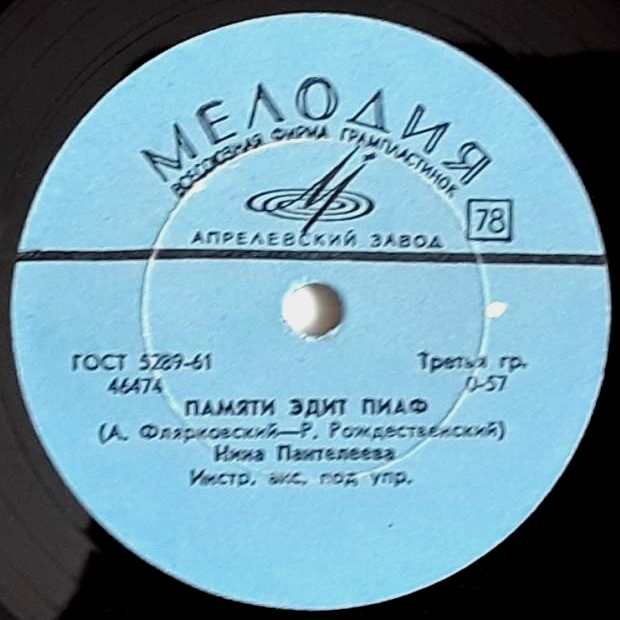 МЕЛОДИЯ
ВСЕСОЮЗНАЯ ФИРМА ГРАМПЛАСТИНОК
АПРЕЛЕВСКИЙ ЗАВОД
78
ГОСТ 5289-61
46474
Третья гр.
0-57
ПАМЯТИ ЭДИТ ПИАФ
(А. Флярковский—Р. Рождественский)
Нина Пантелеева
Инстр. анс. под упр.